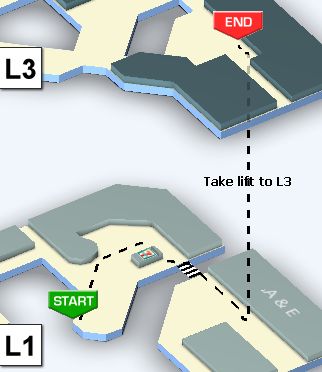 END
L3
Take lift to L3
START
A & E
L1